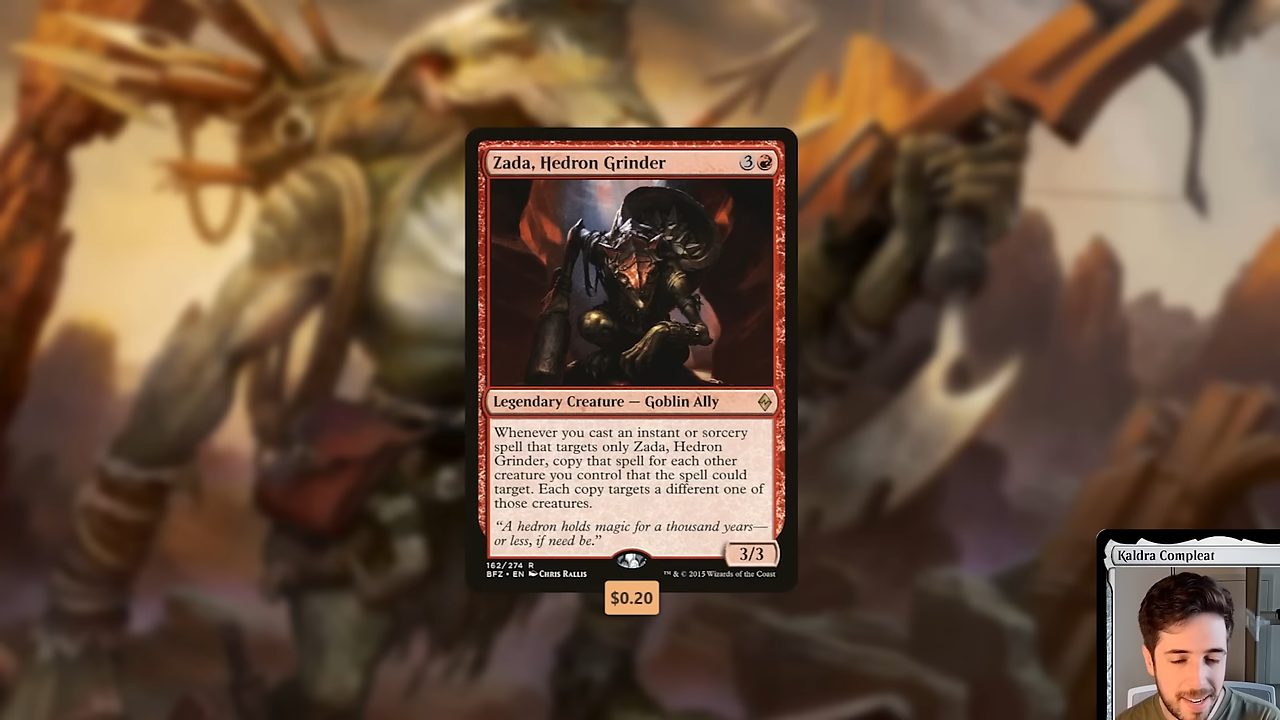 Zada, Hedron Grinder 3
Legendary Creature — Goblin Ally
Whenever you cast an instant or sorcery
spell that targets only Zada, Hedron
Grinder, copy that spell for each other
creature you control that the spell could
target. Each copy targets a different one of
those creatures.
“A hedron holds magic for a thousand years—
or less, if need be.”
3/3
162/274 R
BFZ • EN Chris Rallis
™ & © 2015 Wizards of the Coast
$0.20
Kaldra Compleat